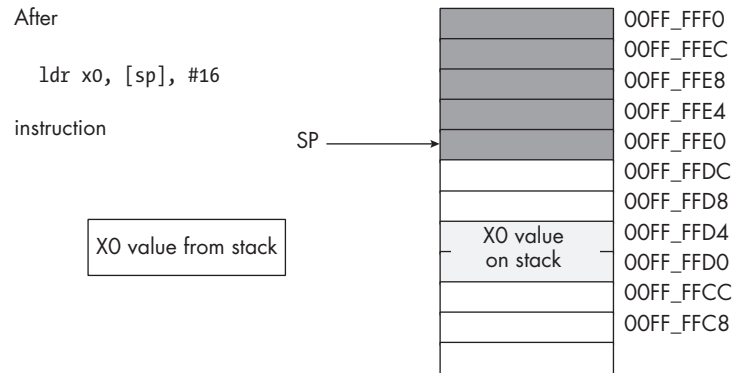 After
ldr x0, [sp], #16
instruction
SP
X0 value from stack
X0 value
on stack
00FF_FFF0
00FF_FFEC
00FF_FFE8
00FF_FFE4
00FF_FFE0
00FF_FFDC
00FF_FFD8
00FF_FFD4
00FF_FFD0
00FF_FFCC
00FF_FFC8